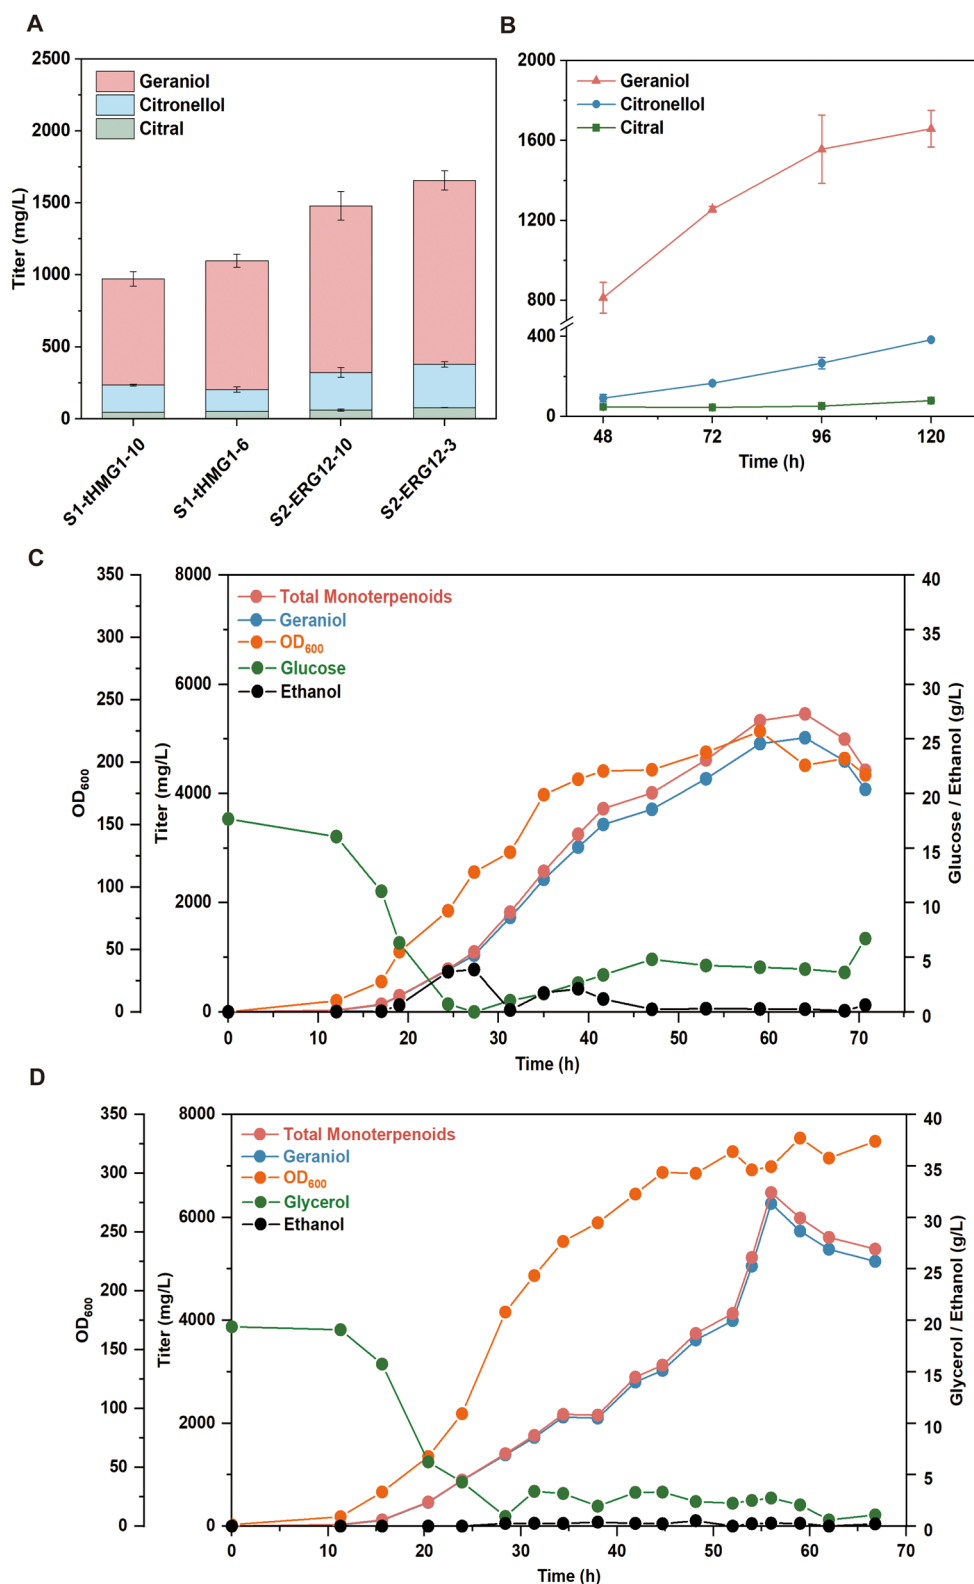 A
2500
2000
1500
1000
500
0
Titer (mg/L)
Geraniol
Citronellol
Citral
S1-tHMG1-10
S1-tHMG1-6
S2-ERG12-10
S2-ERG12-3
B
2000
1600
1200
800
400
0
Geraniol
Citronellol
Citral
48 72 96 120
Time (h)
C
350
300
250
200
150
100
50
0
OD600
8000
6000
4000
2000
0
Titer (mg/L)
Total Monoterpenoids
Geraniol
OD600
Glucose
Ethanol
40
35
30
25
20
15
10
5
0
Glucose / Ethanol (g/L)
0 10 20 30 40 50 60 70
Time (h)
D
350
300
250
200
150
100
50
0
OD600
8000
6000
4000
2000
0
Titer (mg/L)
Total Monoterpenoids
Geraniol
OD600
Glycerol
Ethanol
40
35
30
25
20
15
10
5
0
Glycerol / Ethanol (g/L)
0 10 20 30 40 50 60 70
Time (h)